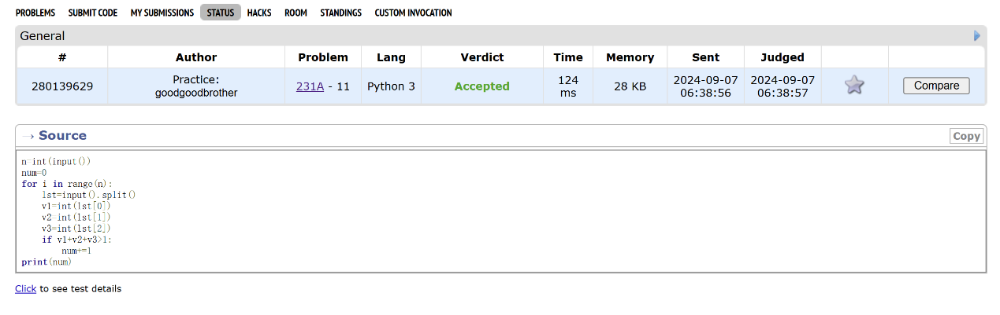 PROBLEMS SUBMIT CODE MY SUBMISSIONS STATUS HACKS ROOM STANDINGS CUSTOM INVOCATION
General
# Author Problem Lang Verdict Time Memory Sent Judged
280139629 Practice: goodgoodbrother 231A - 11 Python 3 Accepted 124 ms 28 KB 2024-09-07 06:38:56 2024-09-07 06:38:57 Compare
→ Source Copy
n=int(input())
num=0
for i in range(n):
    lst=input().split()
    v1=int(lst[0])
    v2=int(lst[1])
    v3=int(lst[2])
    if v1+v2+v3>1:
        num+=1
print(num)
Click to see test details